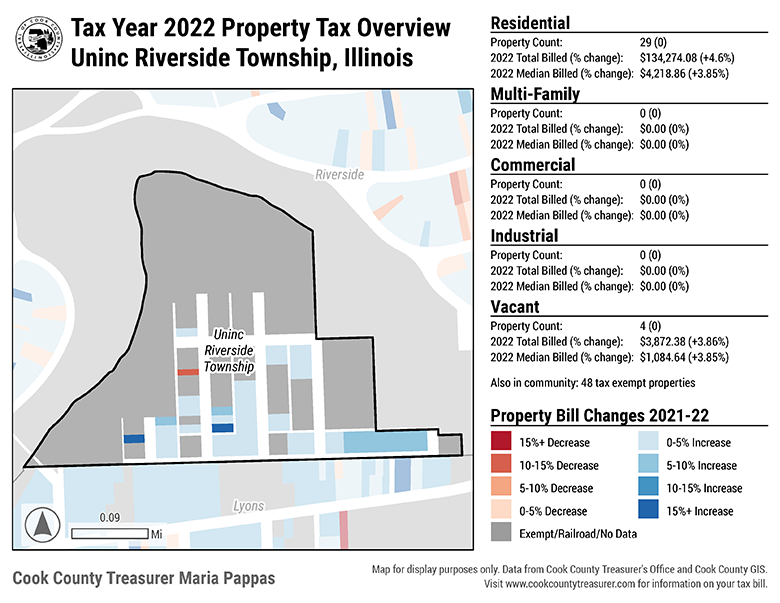 Tax Year 2022 Property Tax Overview
Uninc Riverside Township, Illinois
Riverside
Uninc
Riverside
Township
Lyons
0.09
Mi
Residential
Property Count: 29 (0)
2022 Total Billed (% change): $134,274.08 (+4.6%)
2022 Median Billed (% change): $4,218.86 (+3.85%)
Multi-Family
Property Count: 0 (0)
2022 Total Billed (% change): $0.00 (0%)
2022 Median Billed (% change): $0.00 (0%)
Commercial
Property Count: 0 (0)
2022 Total Billed (% change): $0.00 (0%)
2022 Median Billed (% change): $0.00 (0%)
Industrial
Property Count: 0 (0)
2022 Total Billed (% change): $0.00 (0%)
2022 Median Billed (% change): $0.00 (0%)
Vacant
Property Count: 4 (0)
2022 Total Billed (% change): $3,872.38 (+3.86%)
2022 Median Billed (% change): $1,084.64 (+3.85%)
Also in community: 48 tax exempt properties
Property Bill Changes 2021-22
15%+ Decrease
10-15% Decrease
5-10% Decrease
0-5% Decrease
Exempt/Railroad/No Data
0-5% Increase
5-10% Increase
10-15% Increase
15%+ Increase
Cook County Treasurer Maria Pappas
Map for display purposes only. Data from Cook County Treasurer's Office and Cook County GIS.
Visit www.cookcountytreasurer.com for information on your tax bill.